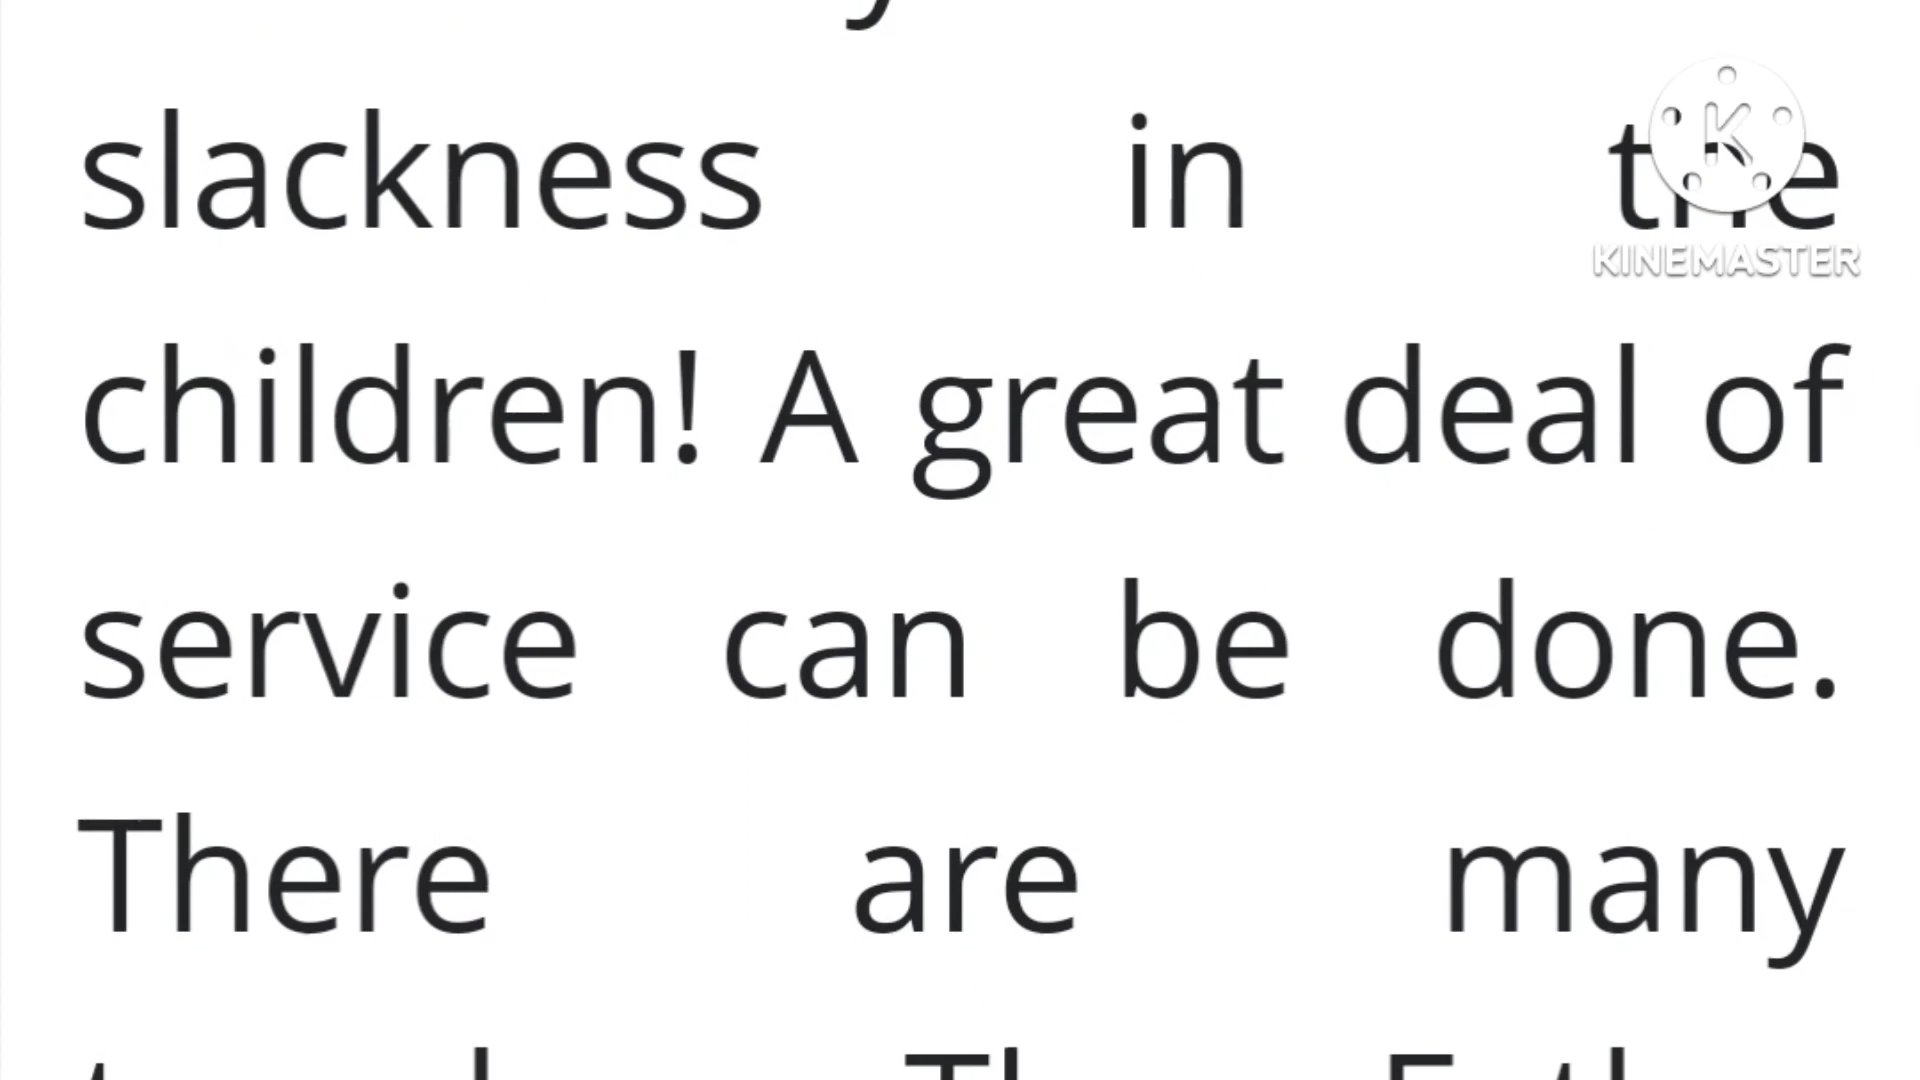 slackness in the
KINEMASTER
children! A great deal of
service can be done.
There are many